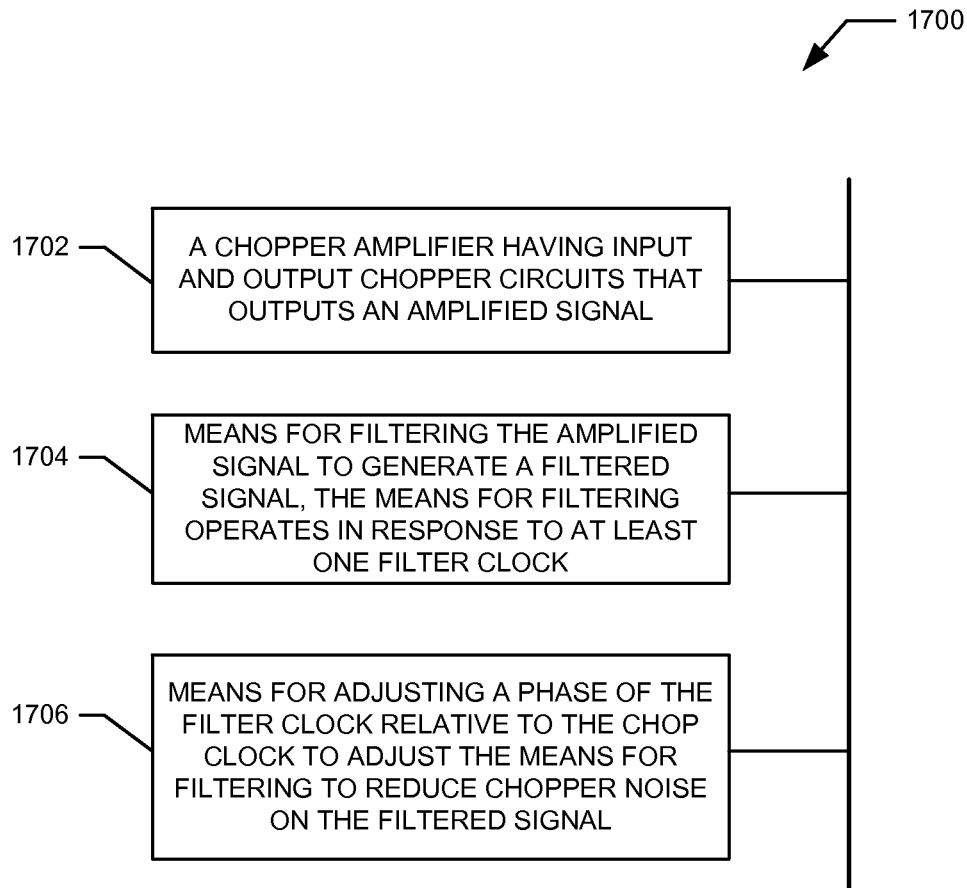 1700
1702
A CHOPPER AMPLIFIER HAVING INPUT
AND OUTPUT CHOPPER CIRCUITS THAT
OUTPUTS AN AMPLIFIED SIGNAL
1704
MEANS FOR FILTERING THE AMPLIFIED
SIGNAL TO GENERATE A FILTERED
SIGNAL, THE MEANS FOR FILTERING
OPERATES IN RESPONSE TO AT LEAST
ONE FILTER CLOCK
1706
MEANS FOR ADJUSTING A PHASE OF THE
FILTER CLOCK RELATIVE TO THE CHOP
CLOCK TO ADJUST THE MEANS FOR
FILTERING TO REDUCE CHOPPER NOISE
ON THE FILTERED SIGNAL